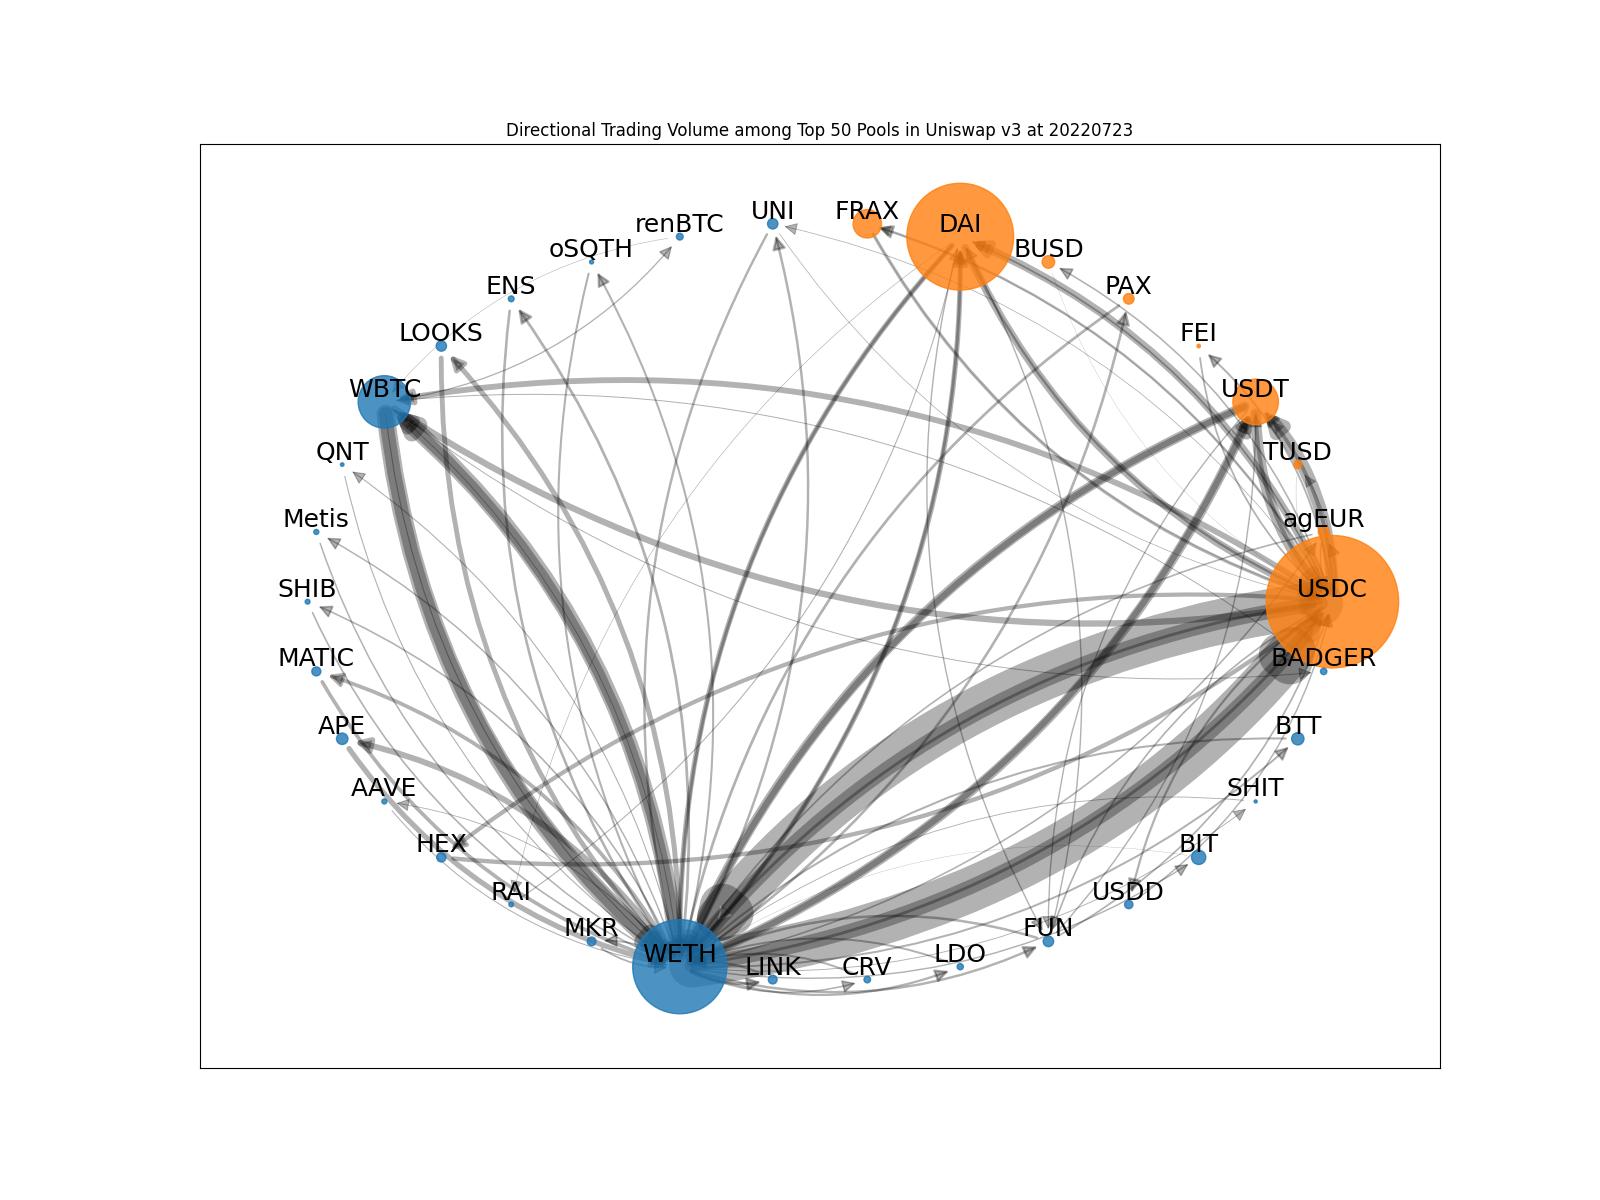 Directional Trading Volume among Top 50 Pools in Uniswap v3 at 20220723
UNI
FRAX
DAI
renBTC
oSQTH
BUSD
ENS
PAX
LOOKS
FEI
WBTC
USDT
QNT
TUSD
Metis
agEUR
SHIB
USDC
MATIC
BADGER
APE
BTT
AAVE
SHIT
HEX
BIT
RAI
USDD
MKR
FUN
WETH
LINK
CRV
LDO